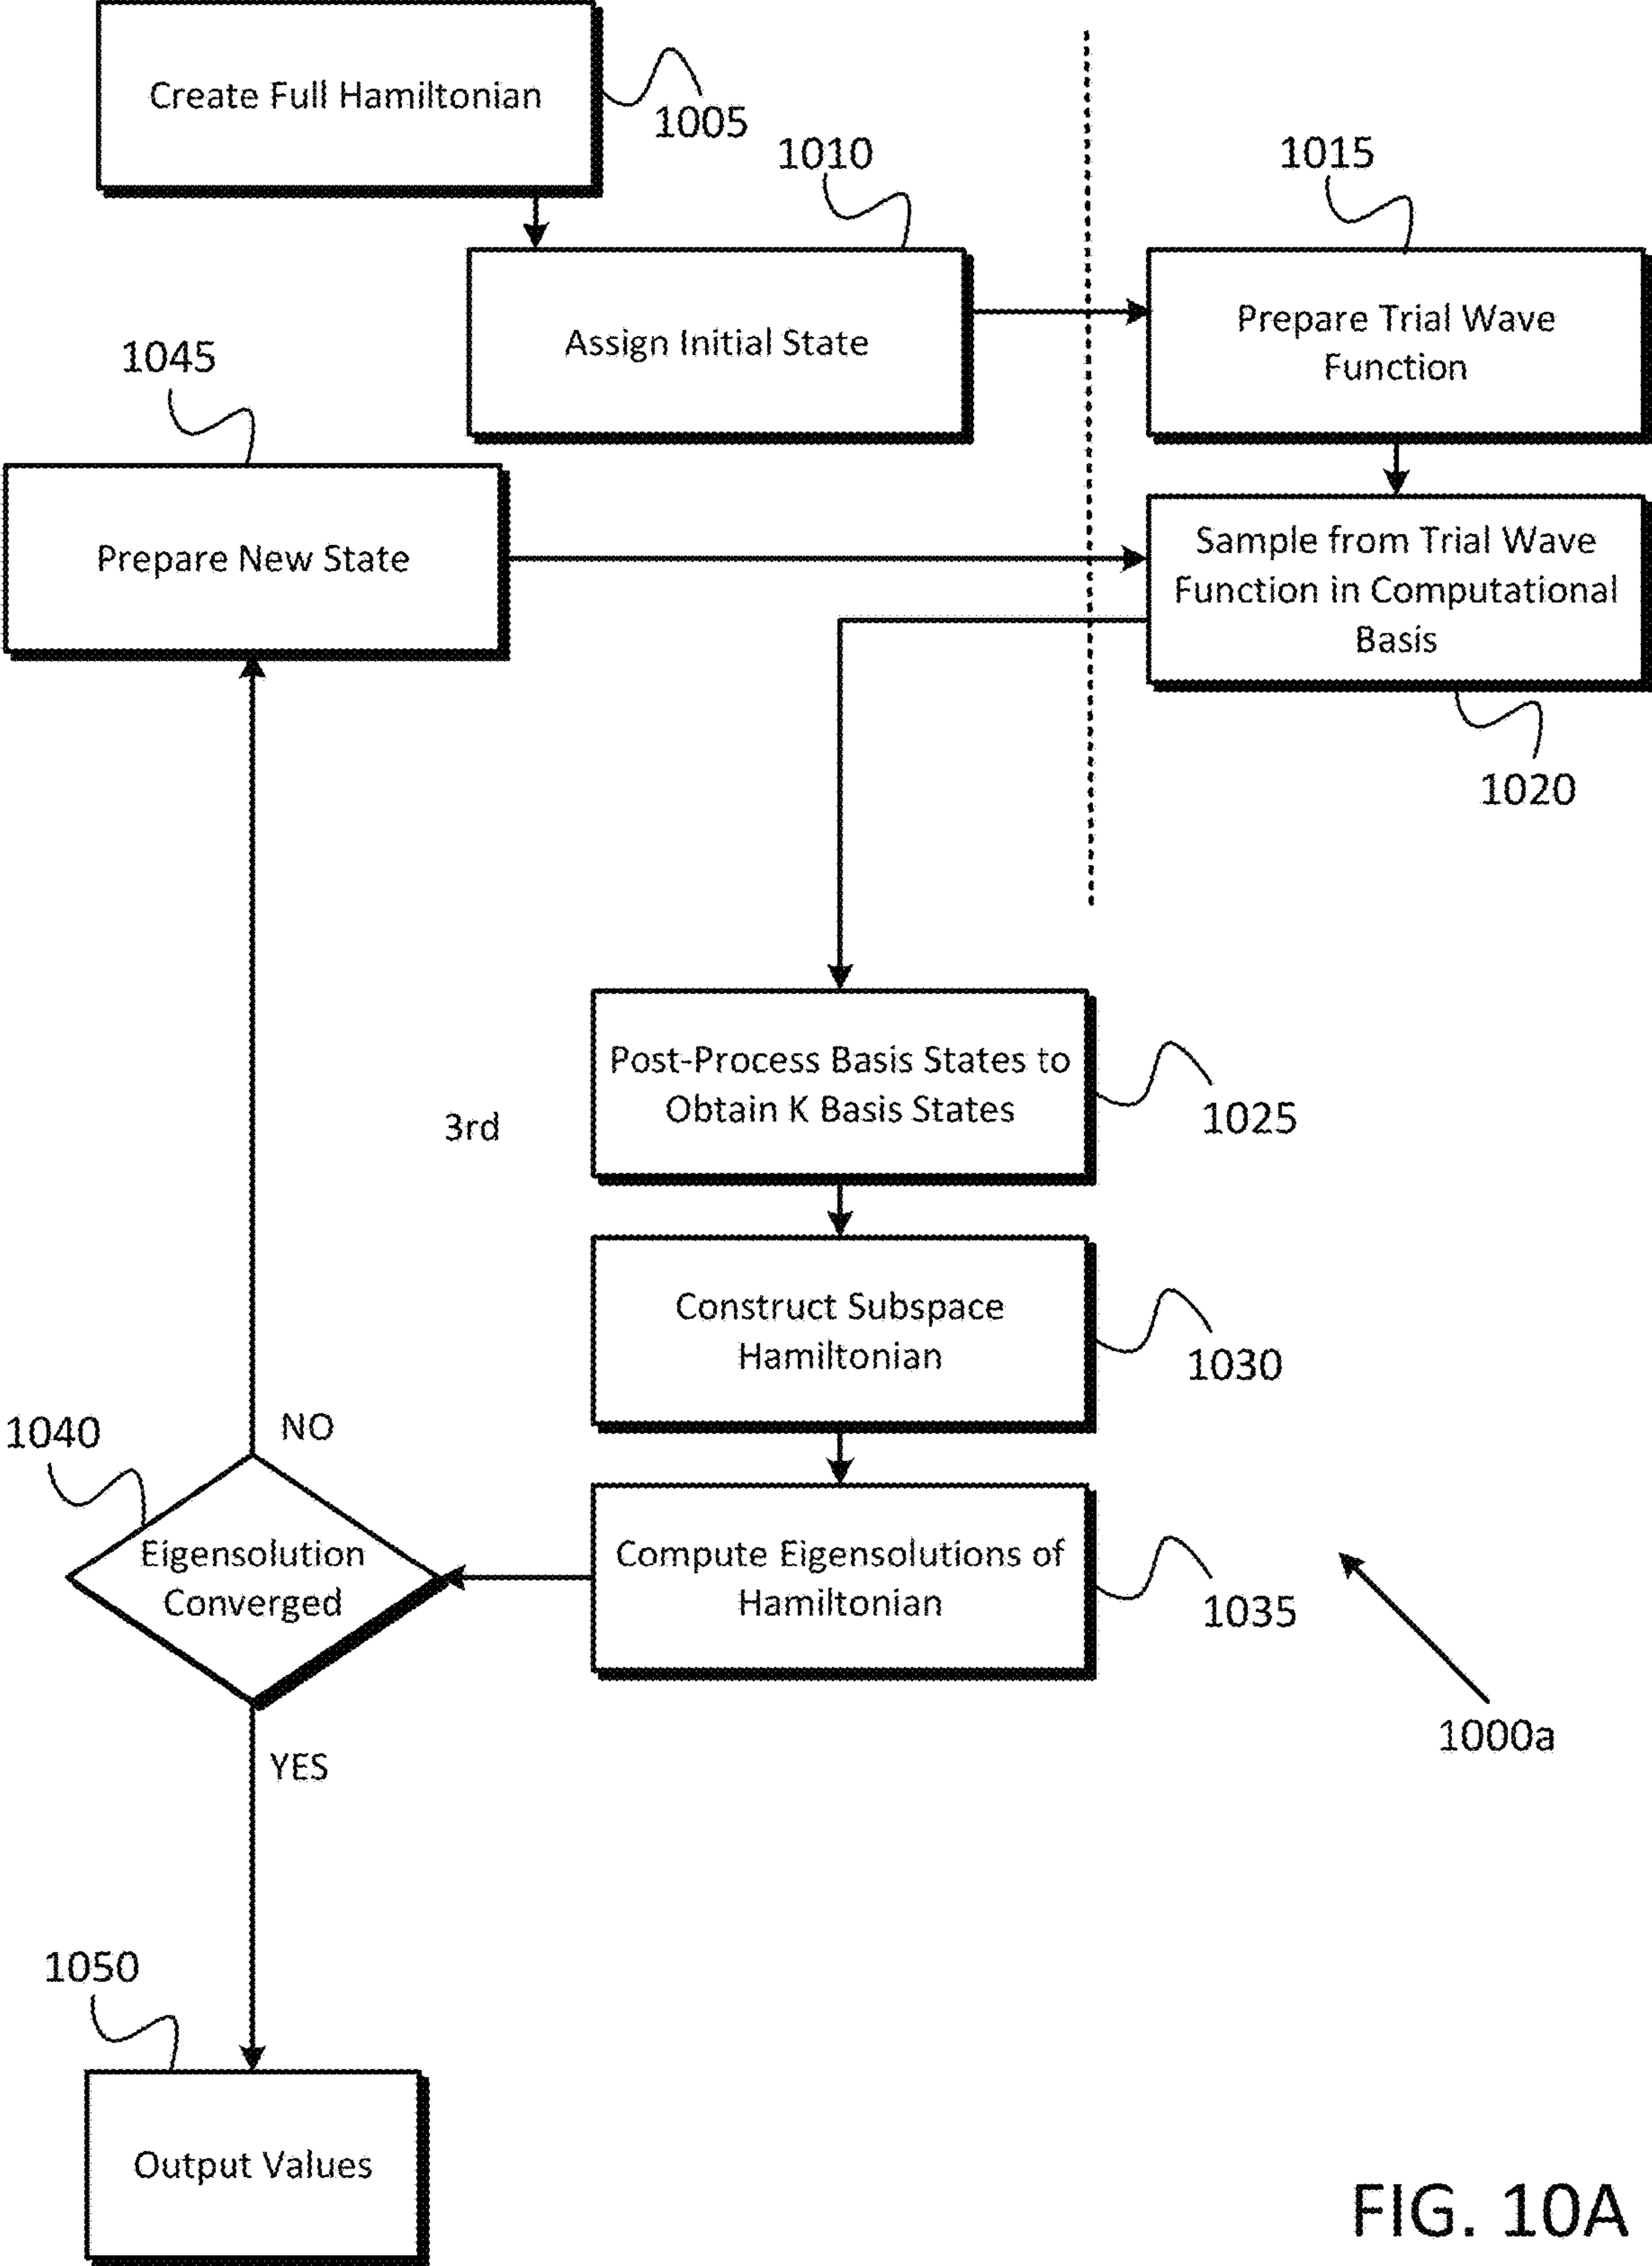 Create Full Hamiltonian
1005
1010
1015
Assign Initial State
Prepare Trial Wave
Function
1045
Prepare New State
Sample from Trial Wave
Function in Computational
Basis
1020
Post-Process Basis States to
Obtain K Basis States
1025
3rd
Construct Subspace
Hamiltonian
1030
1040
NO
Eigensolution
Converged
Compute Eigensolutions of
Hamiltonian
1035
1000a
YES
1050
Output Values
FIG. 10A